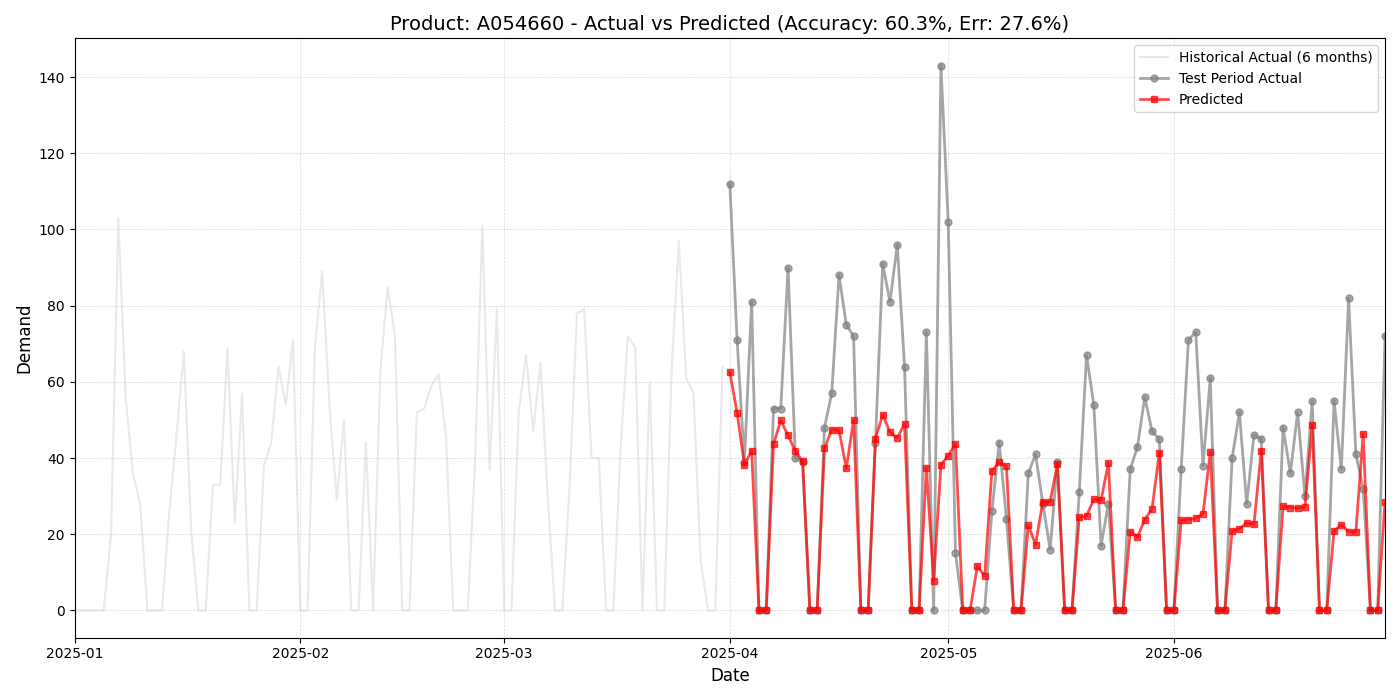 Product: A054660 - Actual vs Predicted (Accuracy: 60.3%, Err: 27.6%)
Historical Actual (6 months)
Test Period Actual
Predicted
Demand
140
120
100
80
60
40
20
0
2025-01
2025-02
2025-03
2025-04
2025-05
2025-06
Date